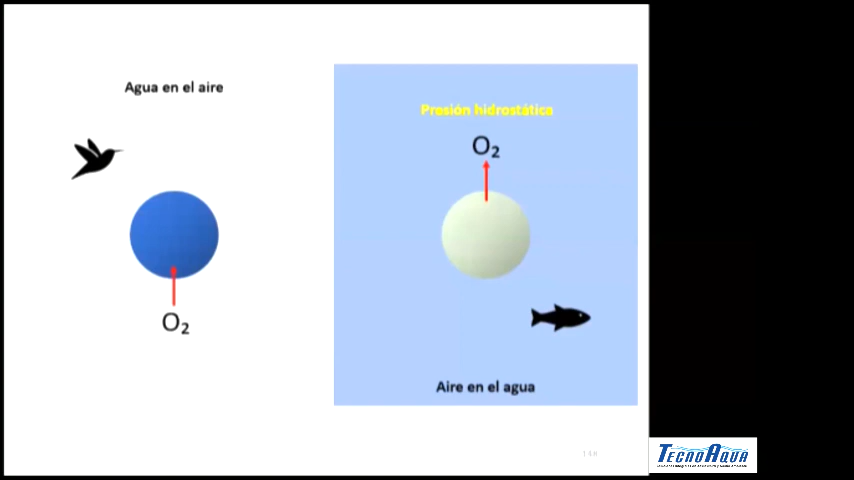 Agua en el aire
O₂
Presión hidrostática
O₂
Aire en el agua
TECNOAQUA